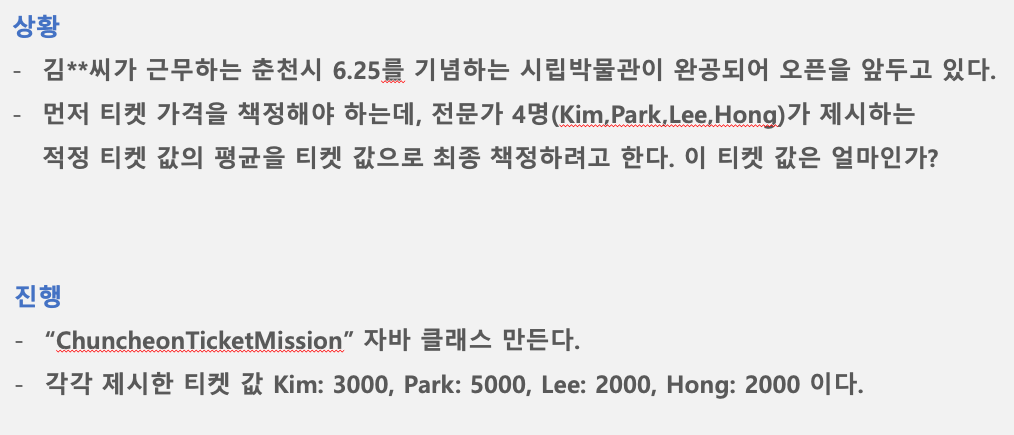 상황
- 김**씨가 근무하는 춘천시 6.25를 기념하는 시립박물관이 완공되어 오픈을 앞두고 있다.
- 먼저 티켓 가격을 책정해야 하는데, 전문가 4명(Kim,Park,Lee,Hong)가 제시하는
적정 티켓 값의 평균을 티켓 값으로 최종 책정하려고 한다. 이 티켓 값은 얼마인가?
진행
- “ChuncheonTicketMission” 자바 클래스 만든다.
- 각각 제시한 티켓 값 Kim: 3000, Park: 5000, Lee: 2000, Hong: 2000 이다.